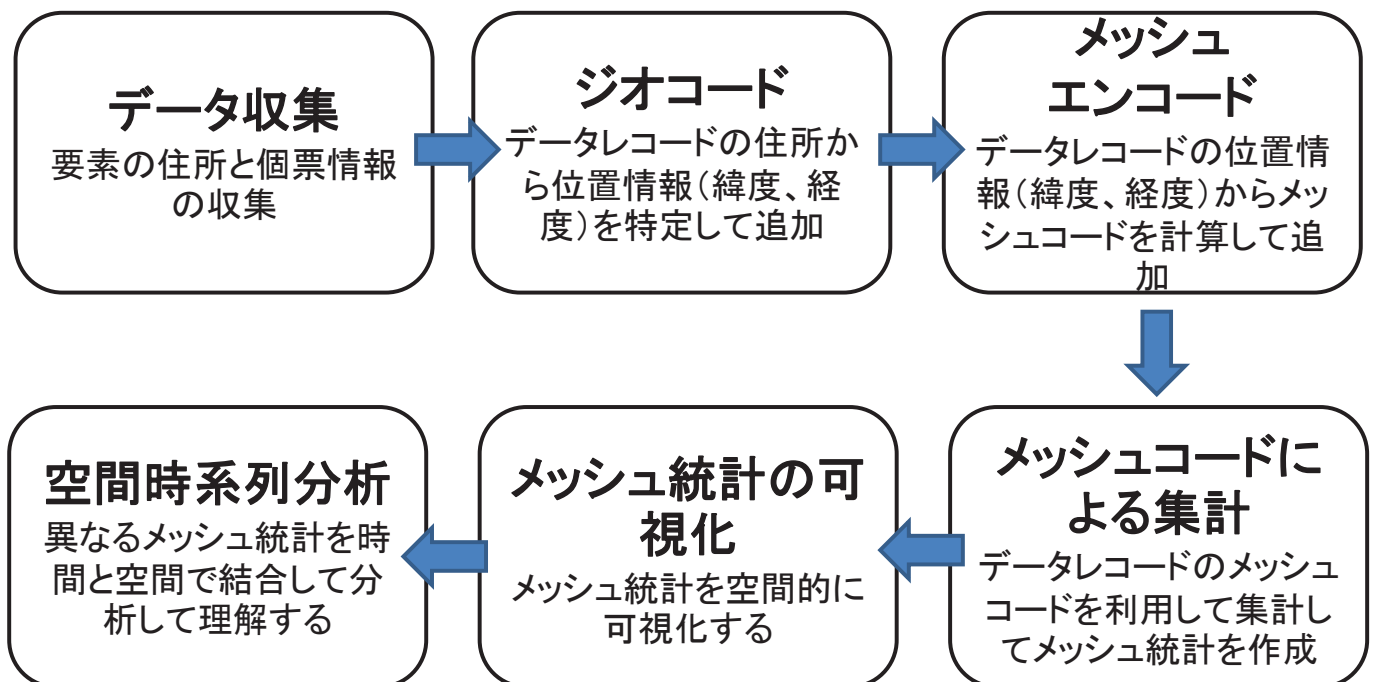 データ収集
要素の住所と個票情報
の収集
ジオコード
データレコードの住所か
ら位置情報(緯度、経
度)を特定して追加
メッシュ
エンコード
データレコードの位置情
報(緯度、経度)からメッ
シュコードを計算して追
加
メッシュコードに
よる集計
データレコードのメッシュ
コードを利用して集計し
てメッシュ統計を作成
メッシュ統計の可
視化
メッシュ統計を空間的に
可視化する
空間時系列分析
異なるメッシュ統計を時
間と空間で結合して分
析して理解する